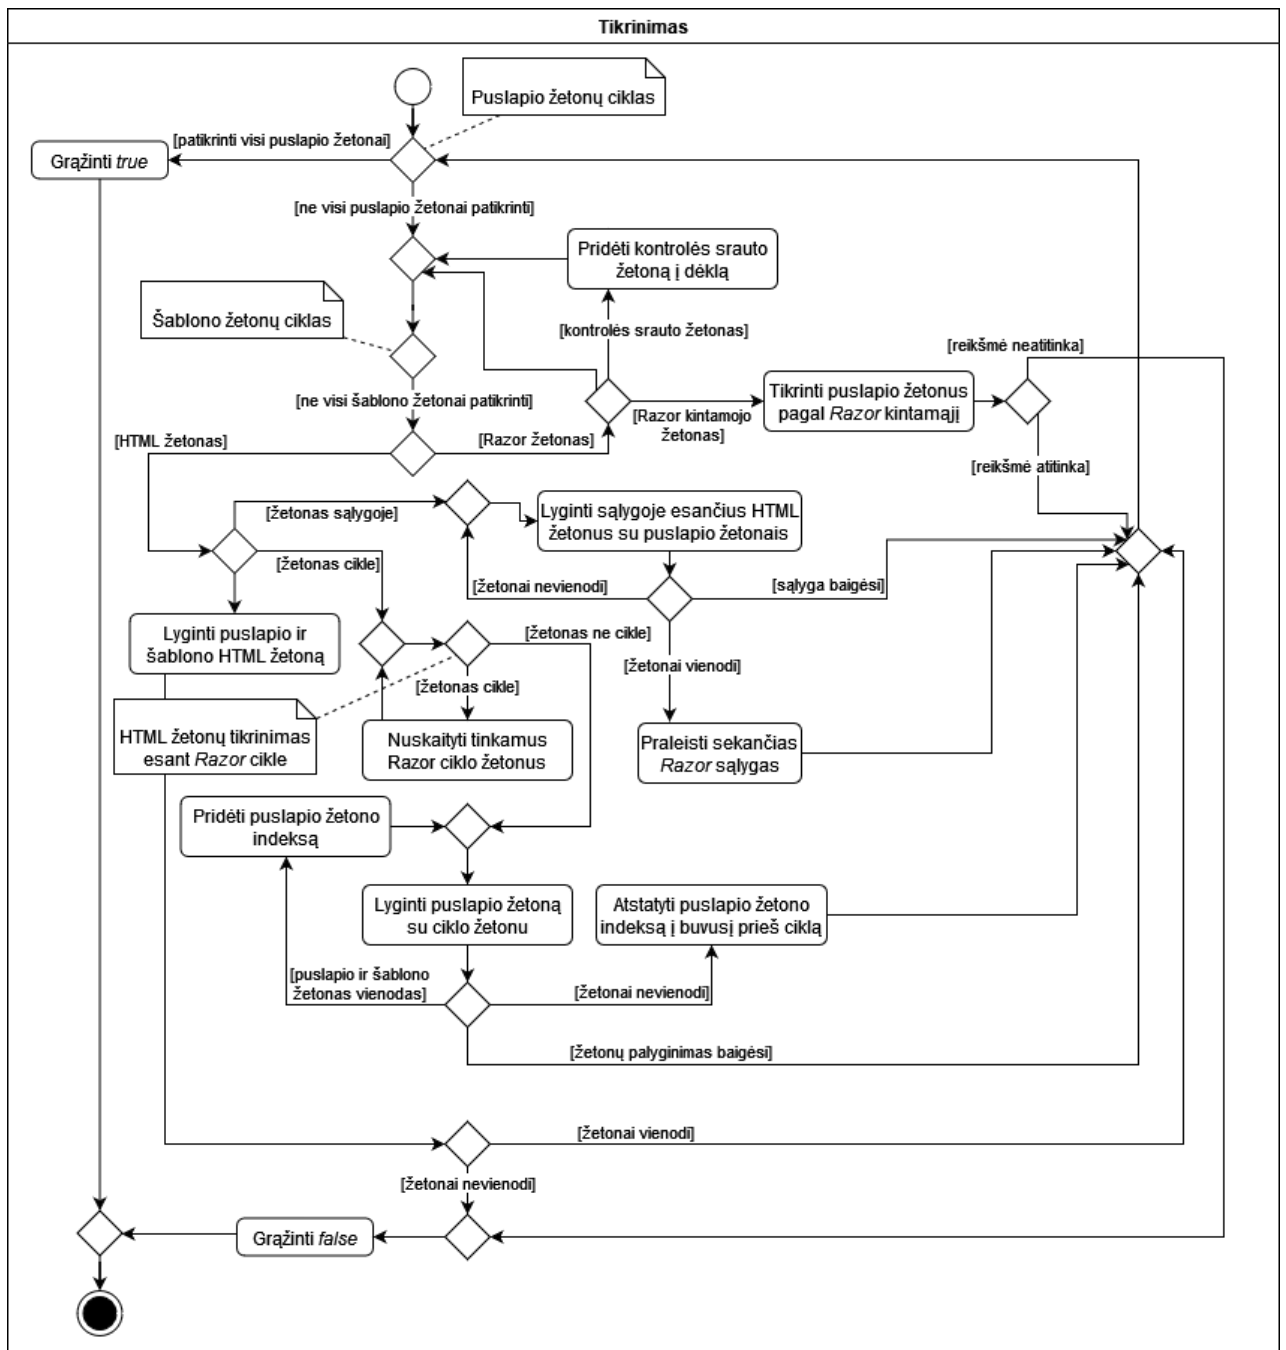 Tikrinimas
Puslapio žetonų ciklas
[patikrinti visi puslapio žetonai]
Grąžinti true
[ne visi puslapio žetonai patikrinti]
Pridėti kontrolės srauto
žetoną į dėklą
Šablono žetonų ciklas
[kontrolės srauto žetonas]
[reikšmė neatitinka]
[ne visi šablono žetonai patikrinti]
Tikrinti puslapio žetonus
pagal Razor kintamąjį
[Razor kintamojo
žetonas]
[HTML žetonas]
[Razor žetonas]
[reikšmė atitinka]
[žetonas sąlygoje]
Lyginti sąlygoje esančius HTML
žetonus su puslapio žetonais
[žetonas cikle]
[žetonai nevienodi]
[sąlyga baigėsi]
Lyginti puslapio ir
šablono HTML žetoną
[žetonas ne cikle]
[žetonai vienodi]
[žetonas cikle]
HTML žetonų tikrinimas
esant Razor cikle
Nuskaityti tinkamus
Razor ciklo žetonus
Praleisti sekančias
Razor sąlygas
Pridėti puslapio žetono
indeksą
Lyginti puslapio žetoną
su ciklo žetonu
Atstatyti puslapio žetono
indeksą į buvusį prieš ciklą
[puslapio ir šablono
žetonas vienodas]
[žetonai nevienodi]
[žetonų palyginimas baigėsi]
[žetonai vienodi]
[žetonai nevienodi]
Grąžinti false